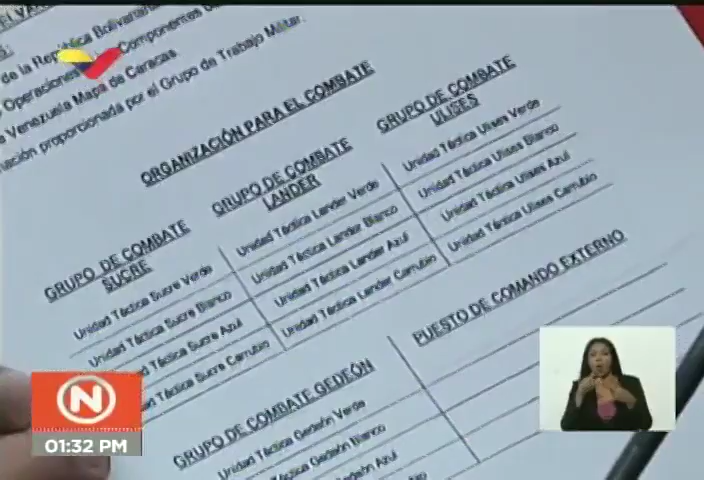 de la República Bolivariana
Operaciones Componentes
Venezuela Mapa de Caracas.
proporcionada por el Grupo de Trabajo Militar.
ORGANIZACIÓN PARA EL COMBATE
GRUPO DE COMBATE
SUCRE
Unidad Táctica Sucre Verde
Unidad Táctica Sucre Blanco
Unidad Táctica Sucre Azul
Unidad Táctica Sucre Carrubio
GRUPO DE COMBATE
LANDER
Unidad Táctica Lander Verde
Unidad Táctica Lander Blanco
Unidad Táctica Lander Azul
Unidad Táctica Lander Carrubio
GRUPO DE COMBATE
ULISES
Unidad Táctica Ulises Verde
Unidad Táctica Ulises Blanco
Unidad Táctica Ulises Azul
Unidad Táctica Ulises Carrubio
GRUPO DE COMBATE GEDEÓN
Unidad Táctica Gedeón Verde
Táctica Gedeón Blanco
Gedeón Azul
PUESTO DE COMANDO EXTERNO
N
01:32 PM